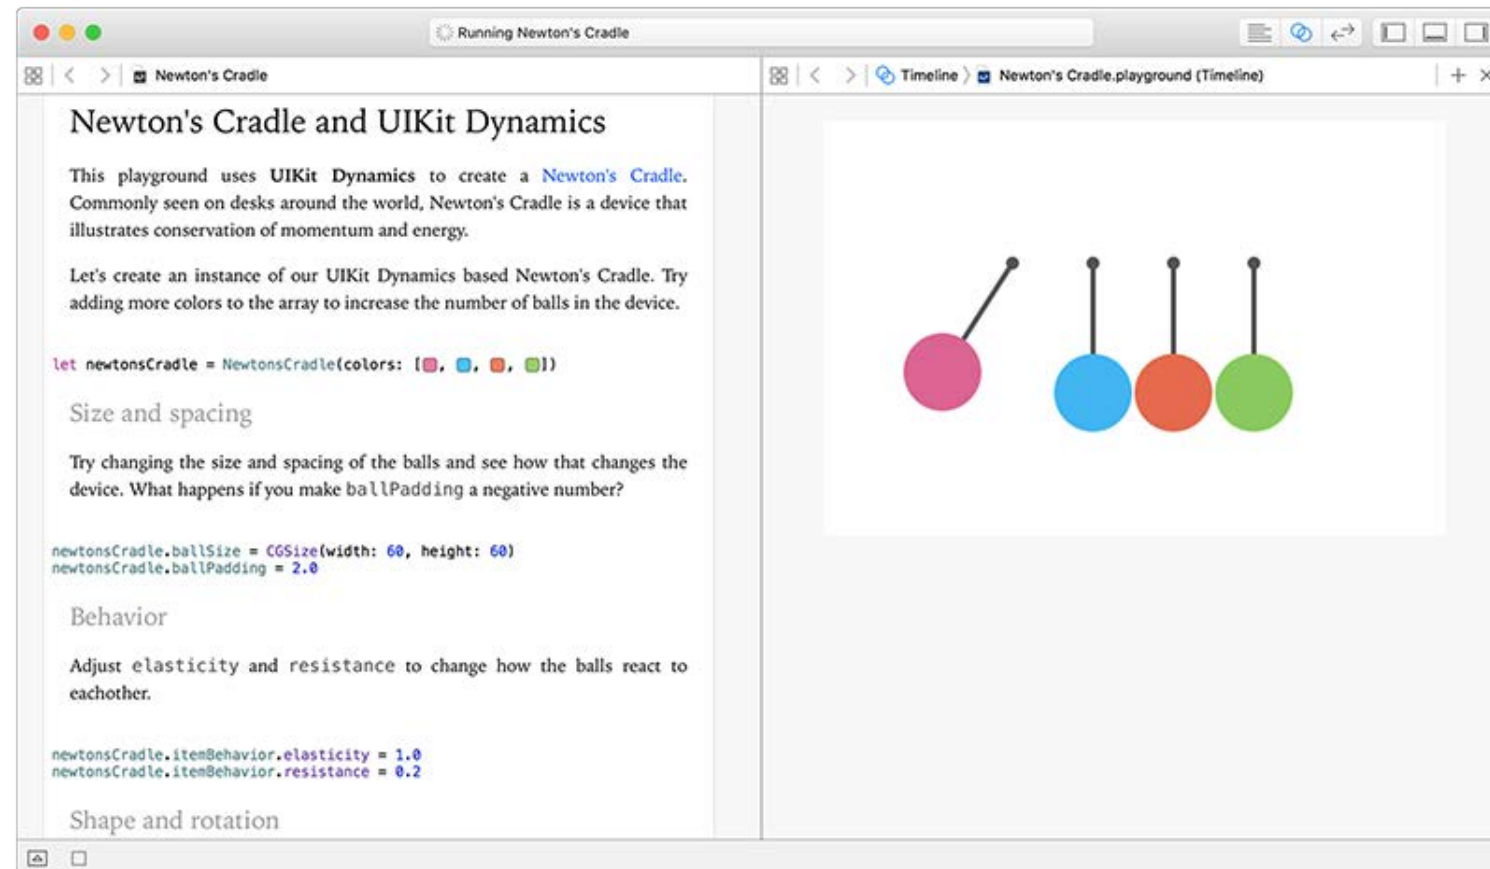 Running Newton's Cradle
Newton's Cradle
Timeline
Newton's Cradle.playground (Timeline)
Newton's Cradle and UIKit Dynamics
This playground uses UIKit Dynamics to create a Newton's Cradle.
Commonly seen on desks around the world, Newton's Cradle is a device that
illustrates conservation of momentum and energy.
Let's create an instance of our UIKit Dynamics based Newton's Cradle. Try
adding more colors to the array to increase the number of balls in the device.
let newtonsCradle = NewtonsCradle(colors: [ , , , ])
Size and spacing
Try changing the size and spacing of the balls and see how that changes the
device. What happens if you make ballPadding a negative number?
newtonsCradle.ballSize = CGSize(width: 60, height: 60)
newtonsCradle.ballPadding = 2.0
Behavior
Adjust elasticity and resistance to change how the balls react to
eachother.
newtonsCradle.itemBehavior.elasticity = 1.0
newtonsCradle.itemBehavior.resistance = 0.2
Shape and rotation